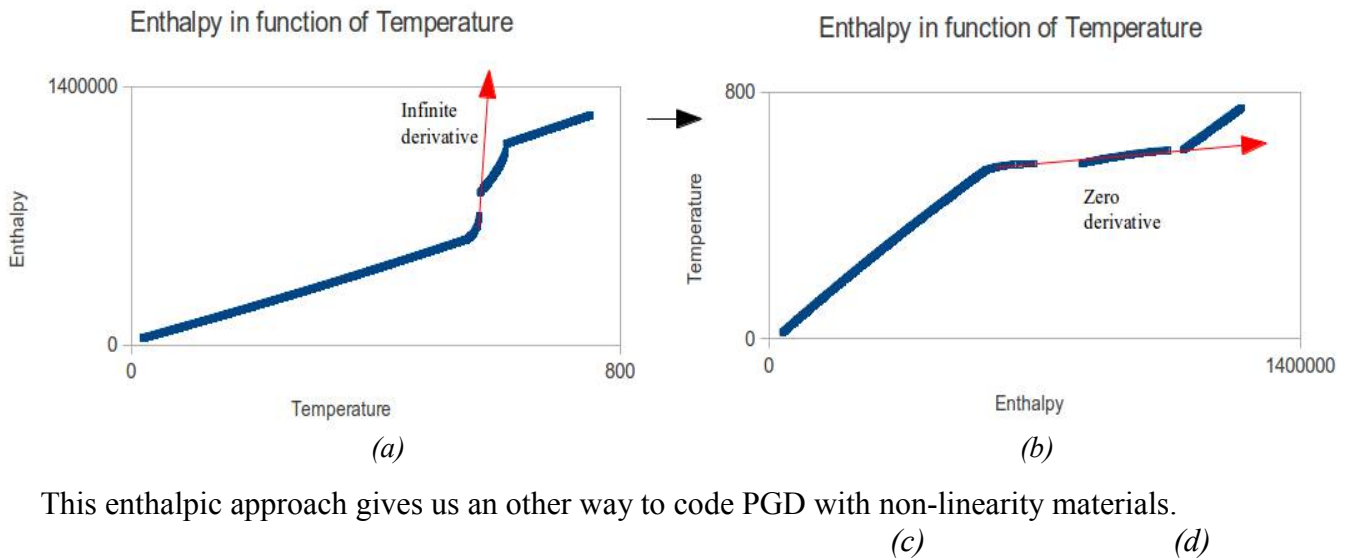 Enthalpy in function of Temperature
1400000
Infinite
derivative
Enthalpy
0
0
800
Temperature
(a)
Enthalpy in function of Temperature
800
Temperature
Zero
derivative
0
0
1400000
Enthalpy
(b)
This enthalpic approach gives us an other way to code PGD with non-linearity materials.
(c)
(d)